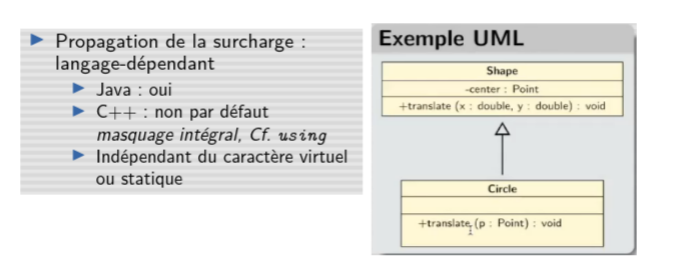 Propagation de la surcharge :
langage-dépendant
Java : oui
C++ : non par défaut
masquage intégral, Cf. using
Indépendant du caractère virtuel
ou statique
Exemple UML
Shape
-center : Point
+translate (x : double, y : double) : void
Circle
+translate (p : Point) : void